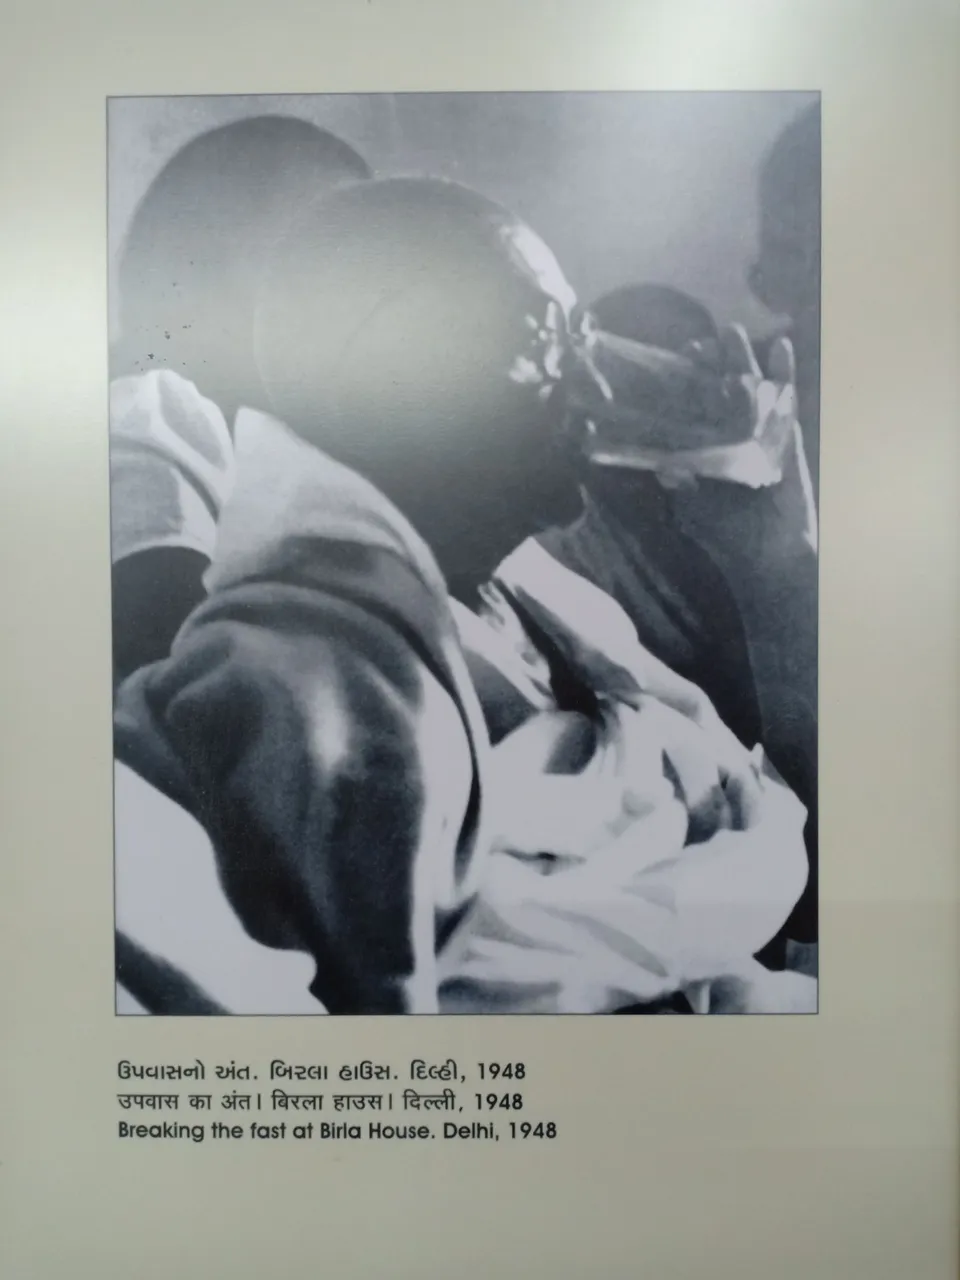 ઉપવાસનો અંત. બિરલા હાઉસ. દિલ્હી, 1948
उपवास का अंत। बिरला हाउस। दिल्ली, 1948
Breaking the fast at Birla House. Delhi, 1948